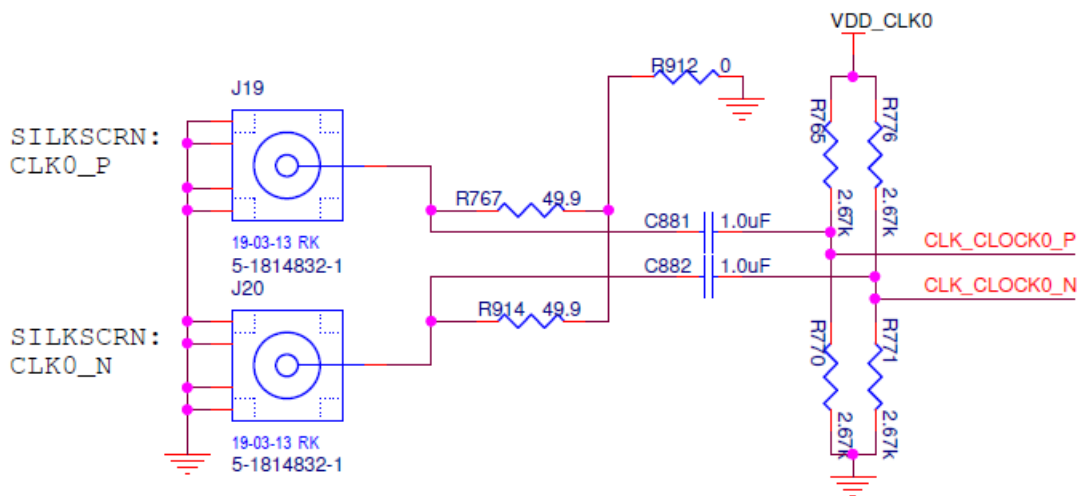 VDD_CLK0
R912 0
J19
SILKSCRN:
CLK0_P
R765
R776
R767 49.9
2.67k
2.67k
C881 1.0uF
CLK_CLOCK0_P
19-03-13 RK
5-1814832-1
C882 1.0uF
J20
CLK_CLOCK0_N
R914 49.9
SILKSCRN:
CLK0_N
R770
R771
2.67k
2.67k
19-03-13 RK
5-1814832-1